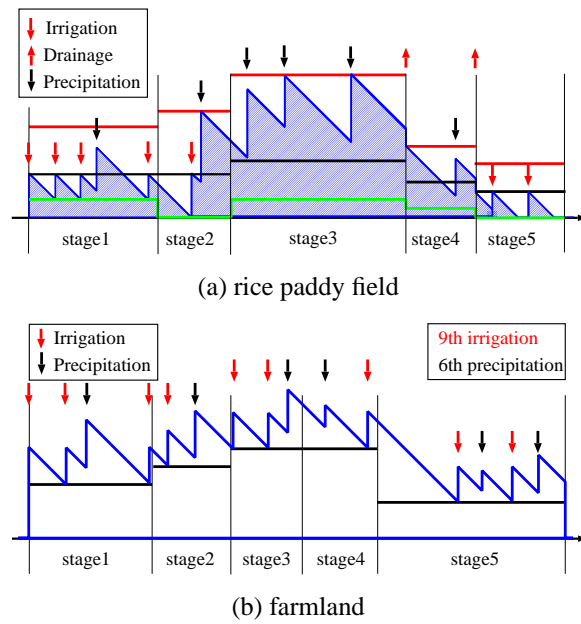 Irrigation
Drainage
Precipitation
stage1 stage2 stage3 stage4 stage5
(a) rice paddy field
Irrigation
Precipitation
9th irrigation
6th precipitation
stage1 stage2 stage3 stage4 stage5
(b) farmland